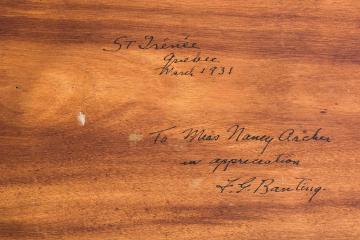 St Irénée
Quebec
March 1931
To Miss Nancy Archer
in appreciation
F.G. Banting.